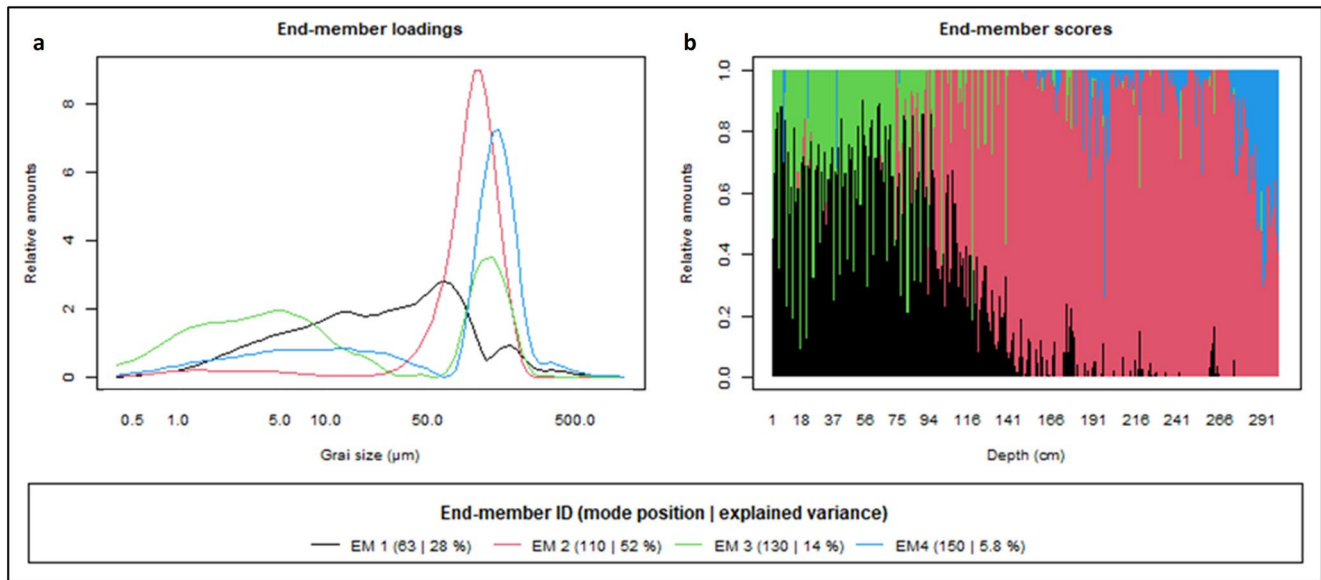 a
End-member loadings
Relative amounts
8
6
4
2
0
0.5 1.0 5.0 10.0 50.0 500.0
Grai size (µm)
b
End-member scores
Relative amounts
1.0
0.8
0.6
0.4
0.2
0.0
1 18 37 56 75 94 116 141 166 191 216 241 266 291
Depth (cm)
End-member ID (mode position | explained variance)
EM 1 (63 | 28 %) EM 2 (110 | 52 %) EM 3 (130 | 14 %) EM4 (150 | 5.8 %)